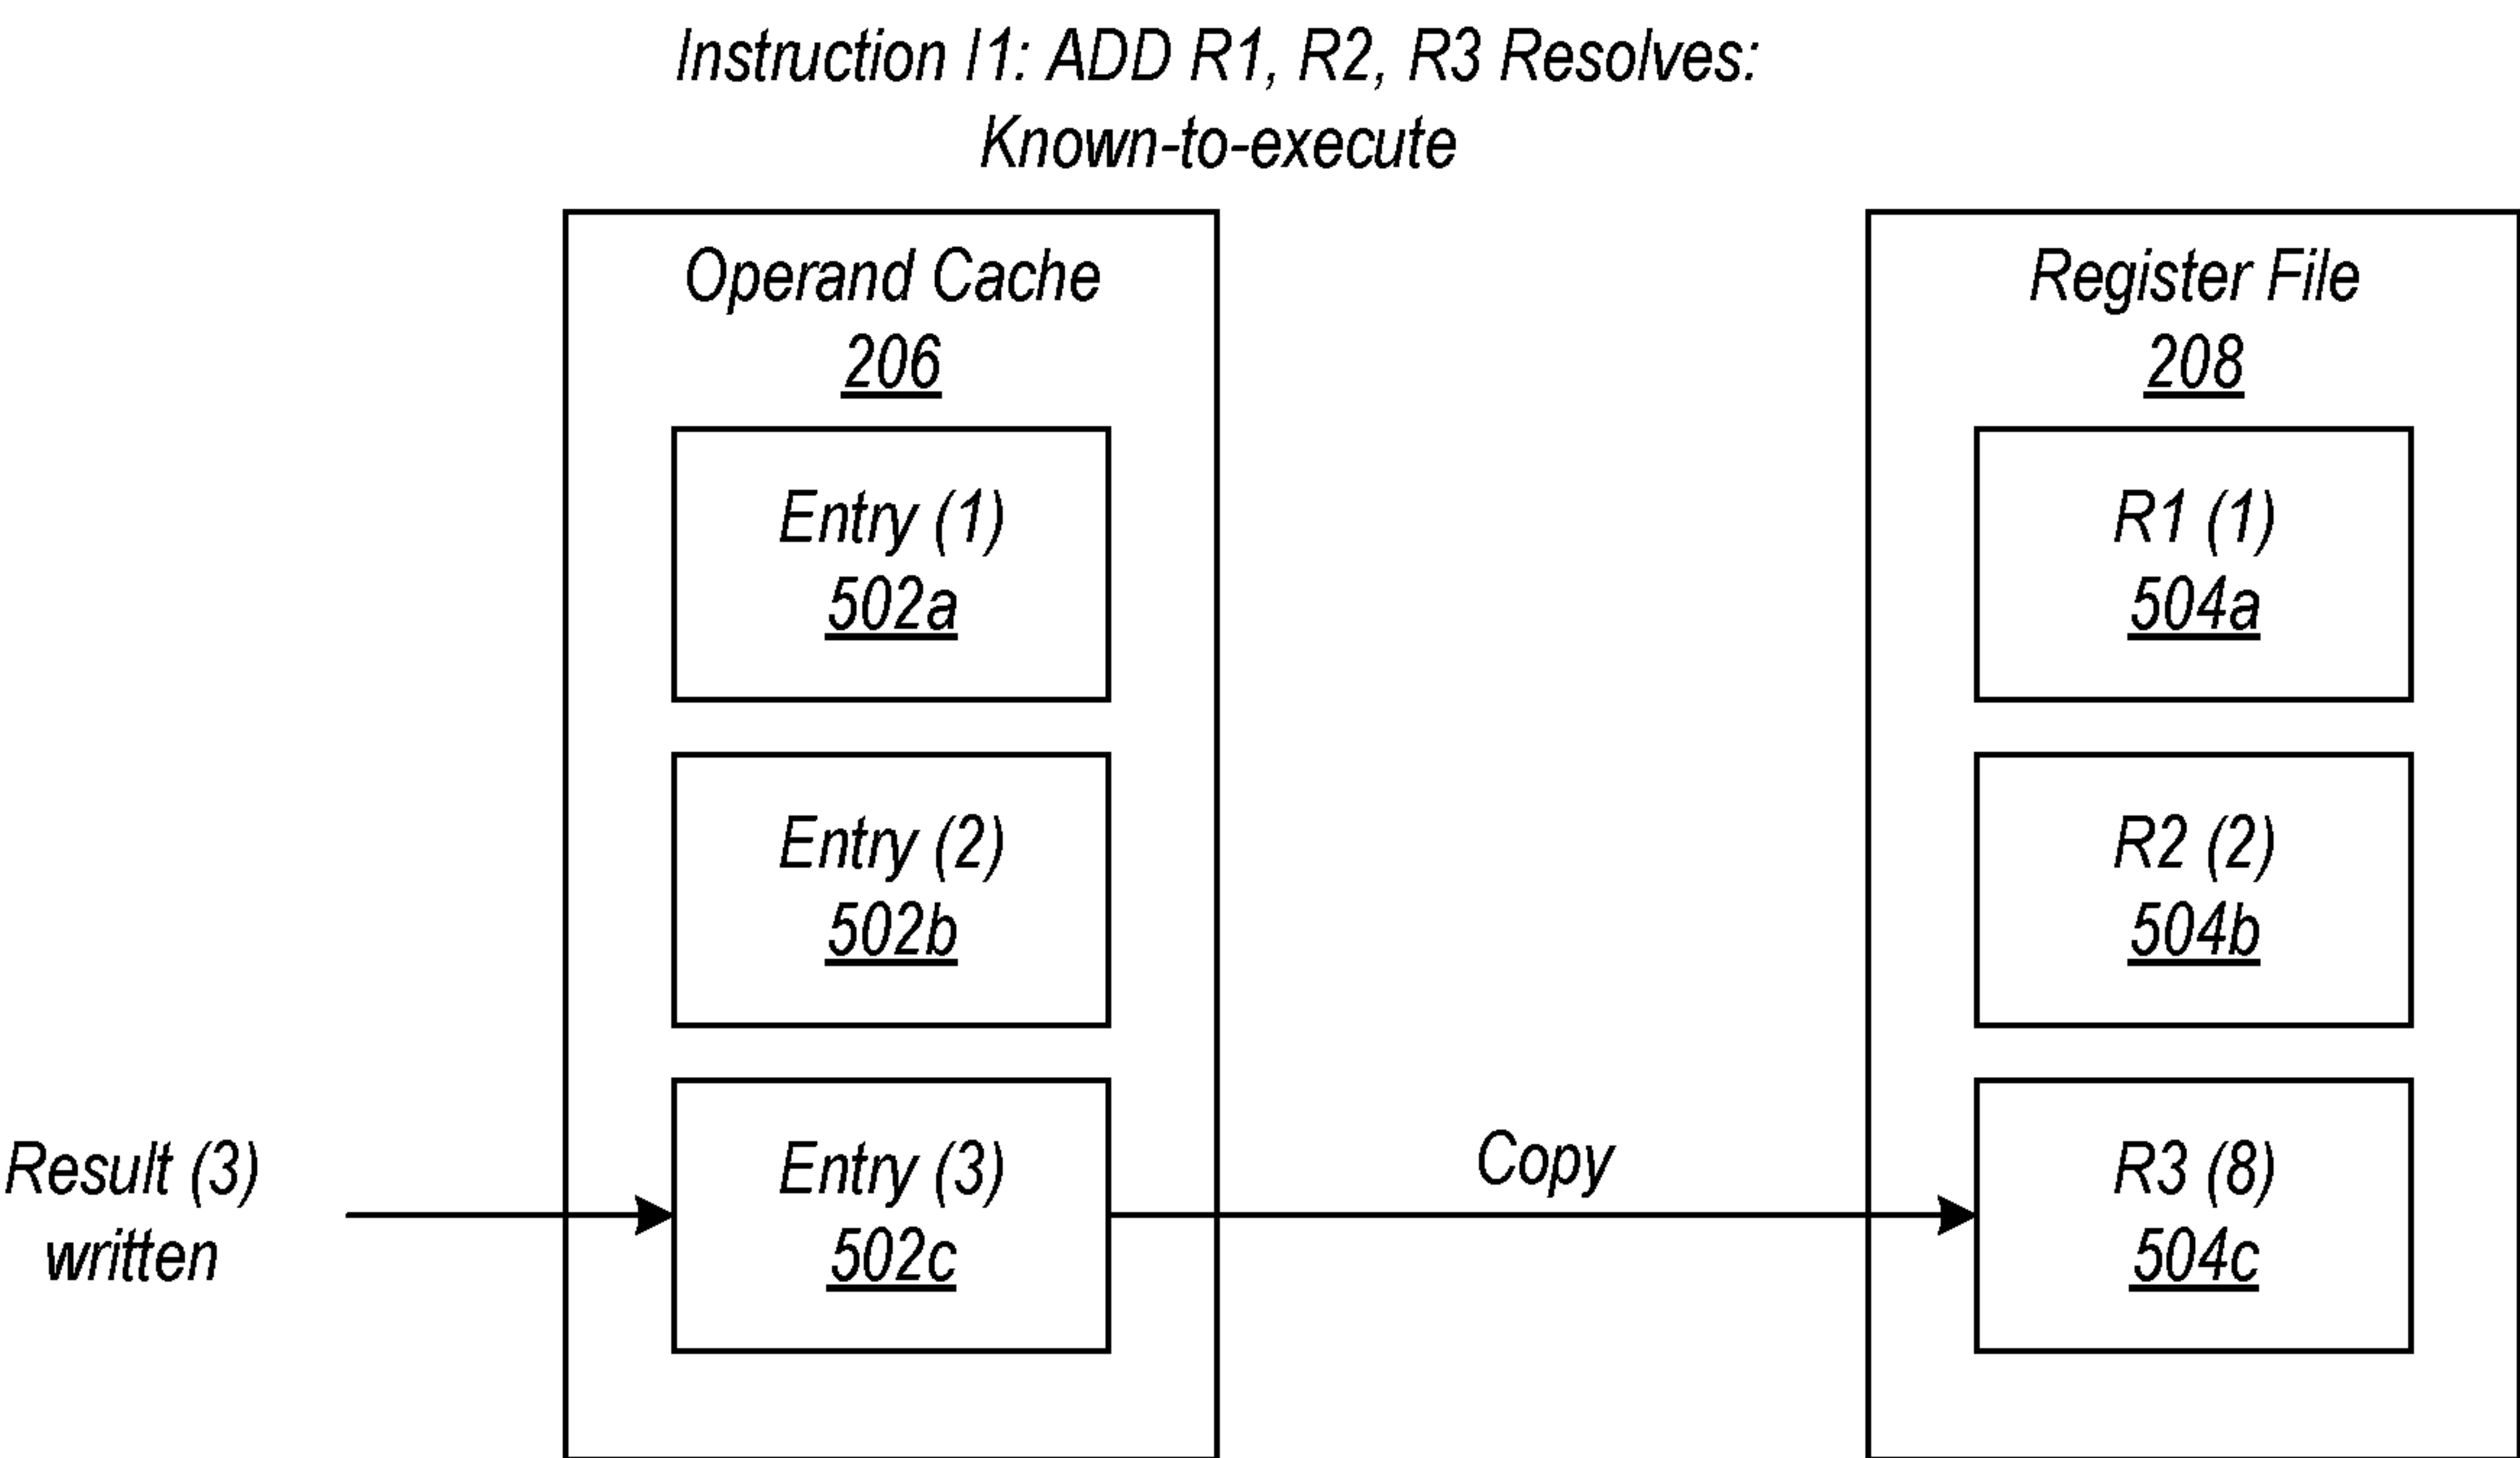 Instruction I1: ADD R1, R2, R3 Resolves:
Known-to-execute
Operand Cache
206
Entry (1)
502a
Entry (2)
502b
Entry (3)
502c
Result (3)
written
Copy
Register File
208
R1 (1)
504a
R2 (2)
504b
R3 (8)
504c